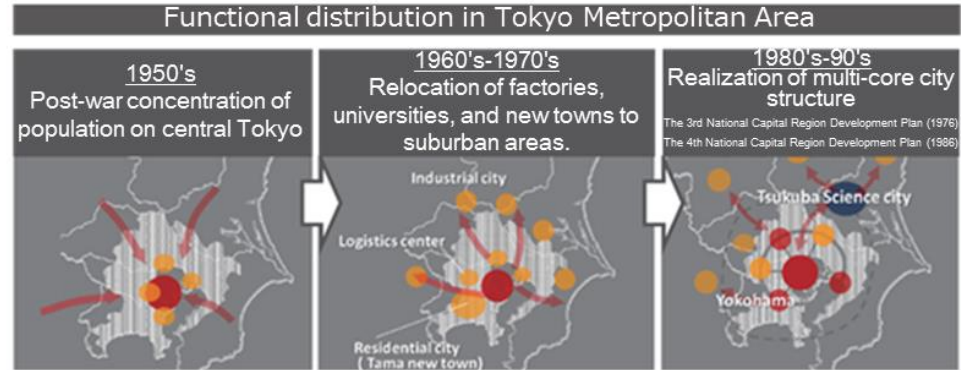 Functional distribution in Tokyo Metropolitan Area
1950's
Post-war concentration of
population on central Tokyo
1960's-1970's
Relocation of factories,
universities, and new towns to
suburban areas.
1980's-90's
Realization of multi-core city
structure
The 3rd National Capital Region Development Plan (1976)
The 4th National Capital Region Development Plan (1986)
Industrial city
Logistics center
Residential city
( Tama new town)
Tsukuba Science city
Yokohama